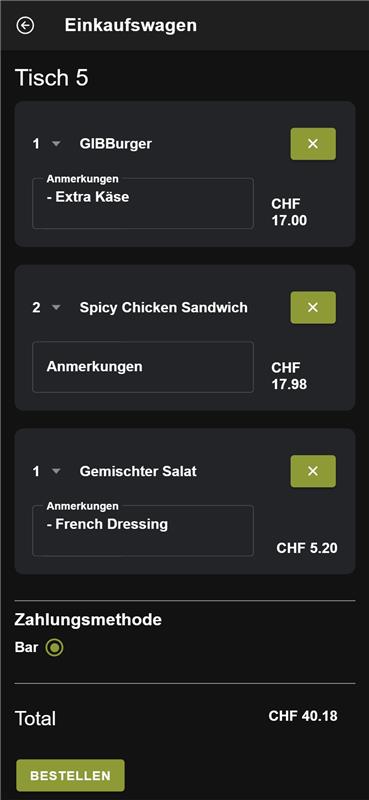 Einkaufswagen
Tisch 5
1 GIBBurger
Anmerkungen
- Extra Käse
CHF
17.00
2 Spicy Chicken Sandwich
Anmerkungen
CHF
17.98
1 Gemischter Salat
Anmerkungen
- French Dressing
CHF 5.20
Zahlungsmethode
Bar
Total CHF 40.18
BESTELLEN